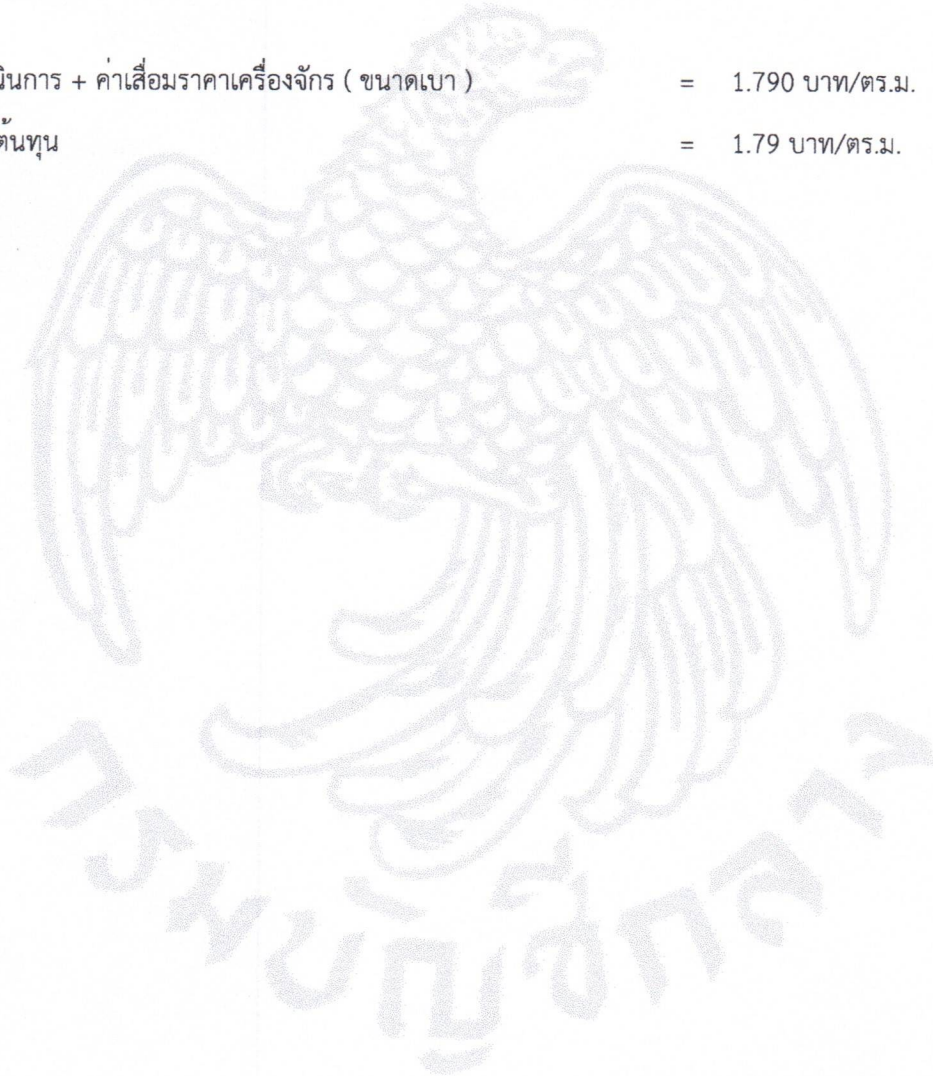 นินการ + ค่าเสื่อมราคาเครื่องจักร ( ขนาดเบา ) = 1.790 บาท/ตร.ม.
ต้นทุน = 1.79 บาท/ตร.ม.
กรมบัญชีกลาง